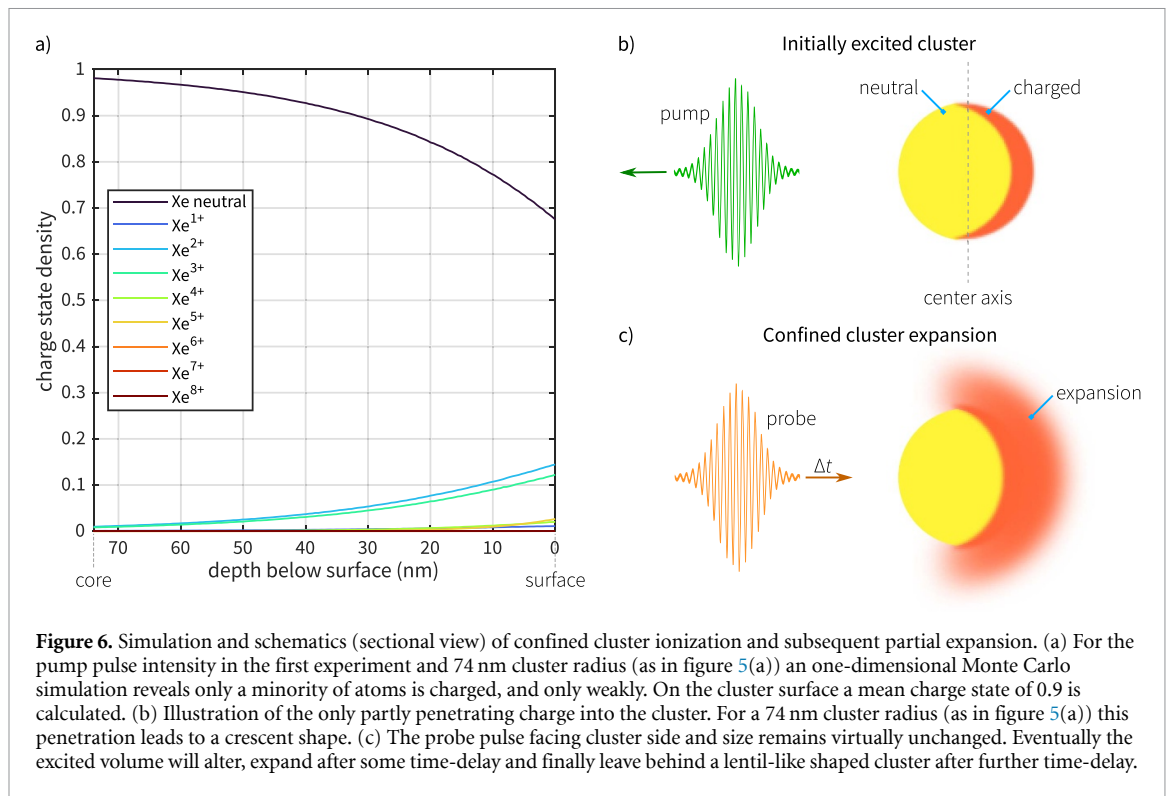 a)
1
0.9
0.8
0.7
0.6
0.5
0.4
0.3
0.2
0.1
0
charge state density
Xe neutral
Xe1+
Xe2+
Xe3+
Xe4+
Xe5+
Xe6+
Xe7+
Xe8+
70 60 50 40 30 20 10 0
depth below surface (nm)
core
surface
b)
Initially excited cluster
pump
neutral
charged
center axis
c)
Confined cluster expansion
probe
Δt
expansion
Figure 6. Simulation and schematics (sectional view) of confined cluster ionization and subsequent partial expansion. (a) For the
pump pulse intensity in the first experiment and 74 nm cluster radius (as in figure 5(a)) an one-dimensional Monte Carlo
simulation reveals only a minority of atoms is charged, and only weakly. On the cluster surface a mean charge state of 0.9 is
calculated. (b) Illustration of the only partly penetrating charge into the cluster. For a 74 nm cluster radius (as in figure 5(a)) this
penetration leads to a crescent shape. (c) The probe pulse facing cluster side and size remains virtually unchanged. Eventually the
excited volume will alter, expand after some time-delay and finally leave behind a lentil-like shaped cluster after further time-delay.